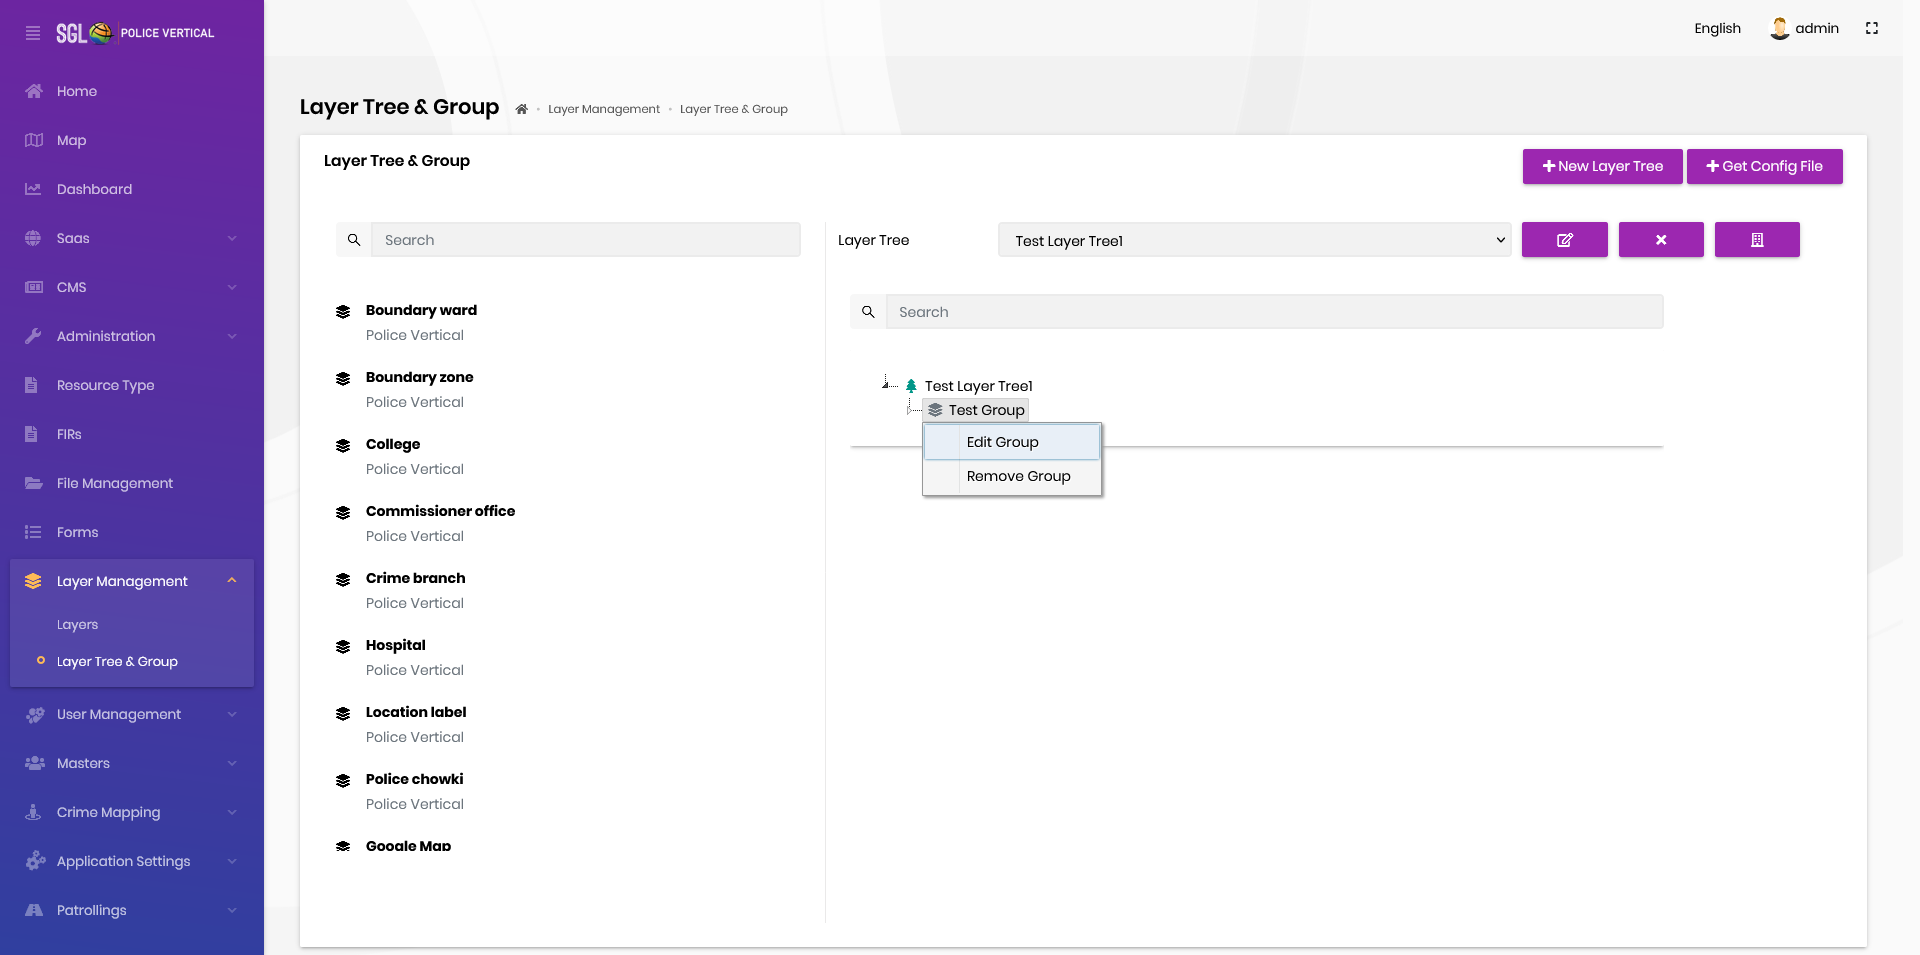 SGL POLICE VERTICAL
English
admin
Home
Map
Dashboard
Saas
CMS
Administration
Resource Type
FIRs
File Management
Forms
Layer Management
Layers
Layer Tree & Group
User Management
Masters
Crime Mapping
Application Settings
Patrollings
Layer Tree & Group
Layer Management
Layer Tree & Group
Layer Tree & Group
New Layer Tree
Get Config File
Search
Boundary ward
Police Vertical
Boundary zone
Police Vertical
College
Police Vertical
Commissioner office
Police Vertical
Crime branch
Police Vertical
Hospital
Police Vertical
Location label
Police Vertical
Police chowki
Police Vertical
Google Map
Layer Tree
Test Layer Tree1
Search
Test Layer Tree1
Test Group
Edit Group
Remove Group